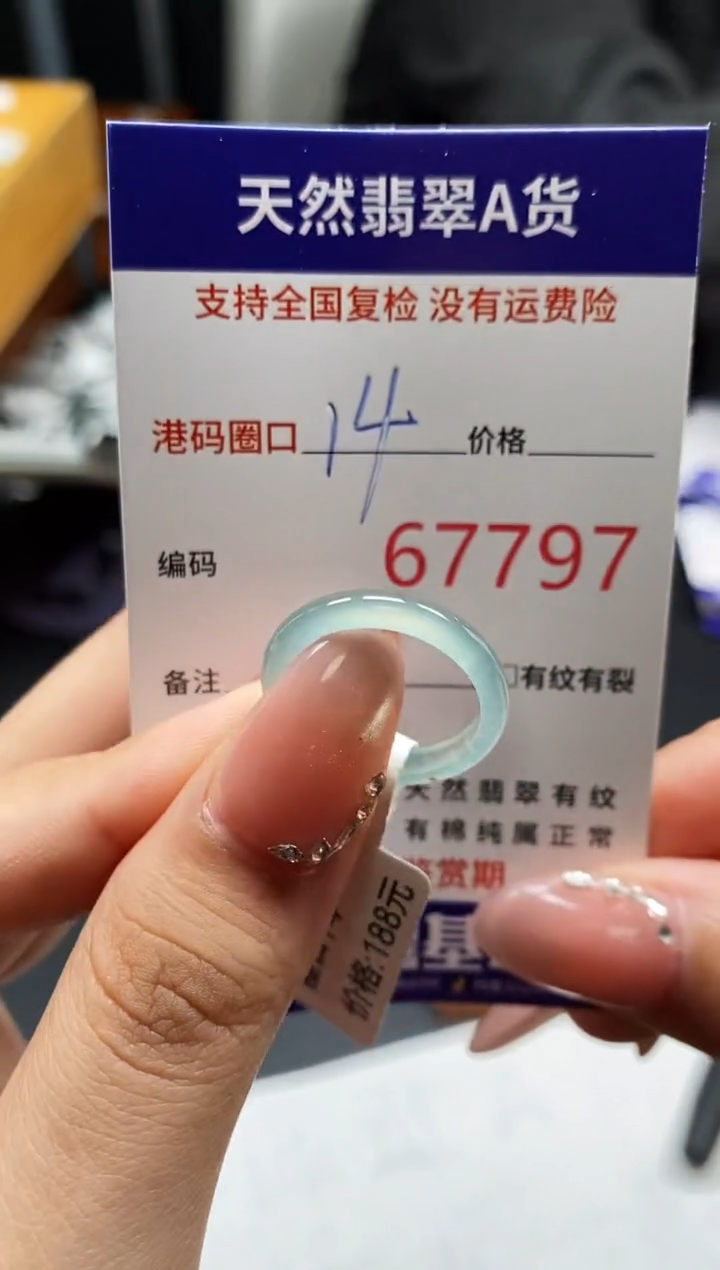 天然翡翠A货
支持全国复检 没有运费险
港码圈口 14 价格
编码 67797
备注 □有纹有裂
天然翡翠有纹
有棉纯属正常
鉴赏期
基
价格:188元